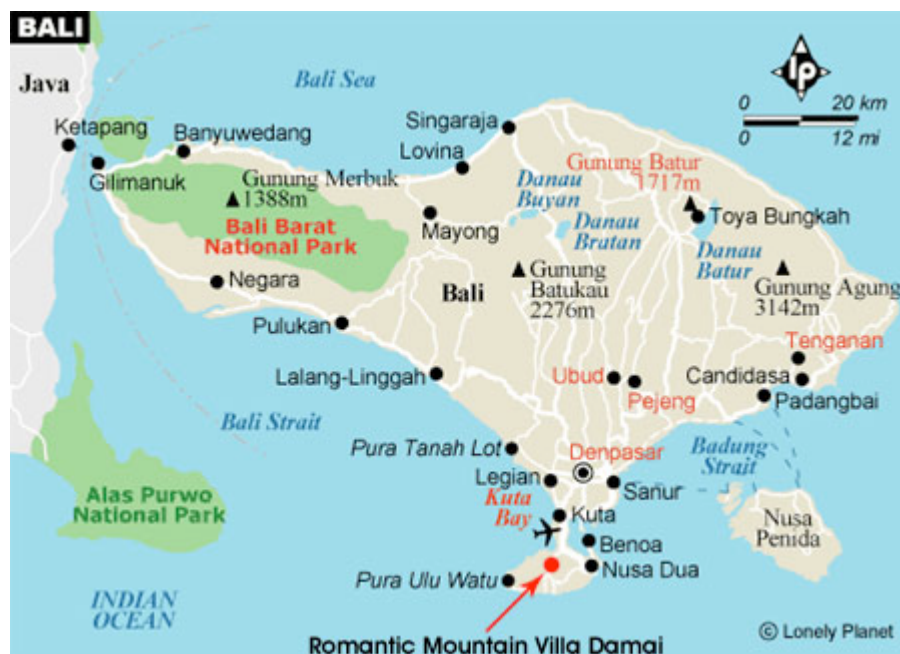 BALI
Java
Bali Sea
lp
0 20 km
0 12 mi
Ketapang
Banyuwedang
Singaraja
Lovina
Gilimanuk
Gunung Merbuk
1388m
Gunung Batur
1717m
Danau
Buyan
Bali Barat
National Park
Mayong
Danau
Bratan
Toya Bungkah
Danau
Batur
Negara
Bali
Gunung
Batukau
2276m
Gunung Agung
3142m
Pulukan
Tenganan
Lalang-Linggah
Ubud
Pejeng
Candidasa
Padangbai
Bali Strait
Pura Tanah Lot
Denpasar
Badung
Strait
Legian
Sanur
Kuta
Bay
Kuta
Alas Purwo
National Park
Nusa
Penida
Benoa
Nusa Dua
Pura Ulu Watu
INDIAN
OCEAN
Romantic Mountain Villa Damai
© Lonely Planet